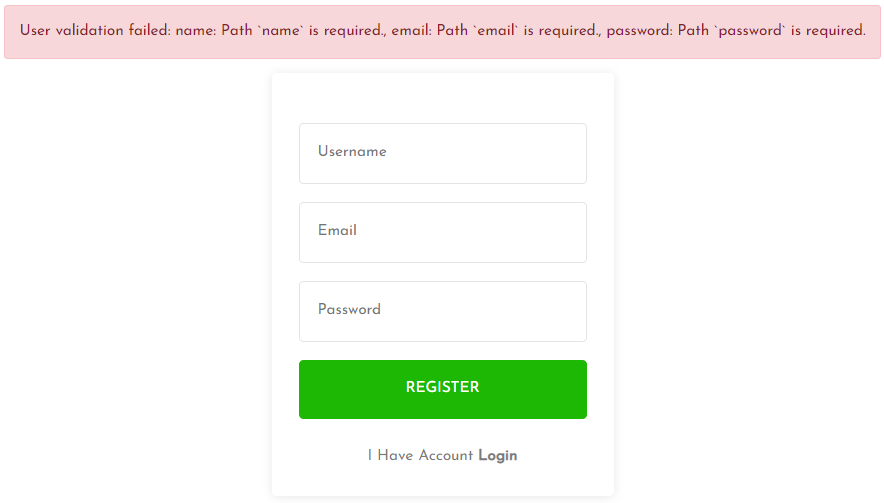 User validation failed: name: Path `name` is required., email: Path `email` is required., password: Path `password` is required.
Username
Email
Password
REGISTER
I Have Account Login